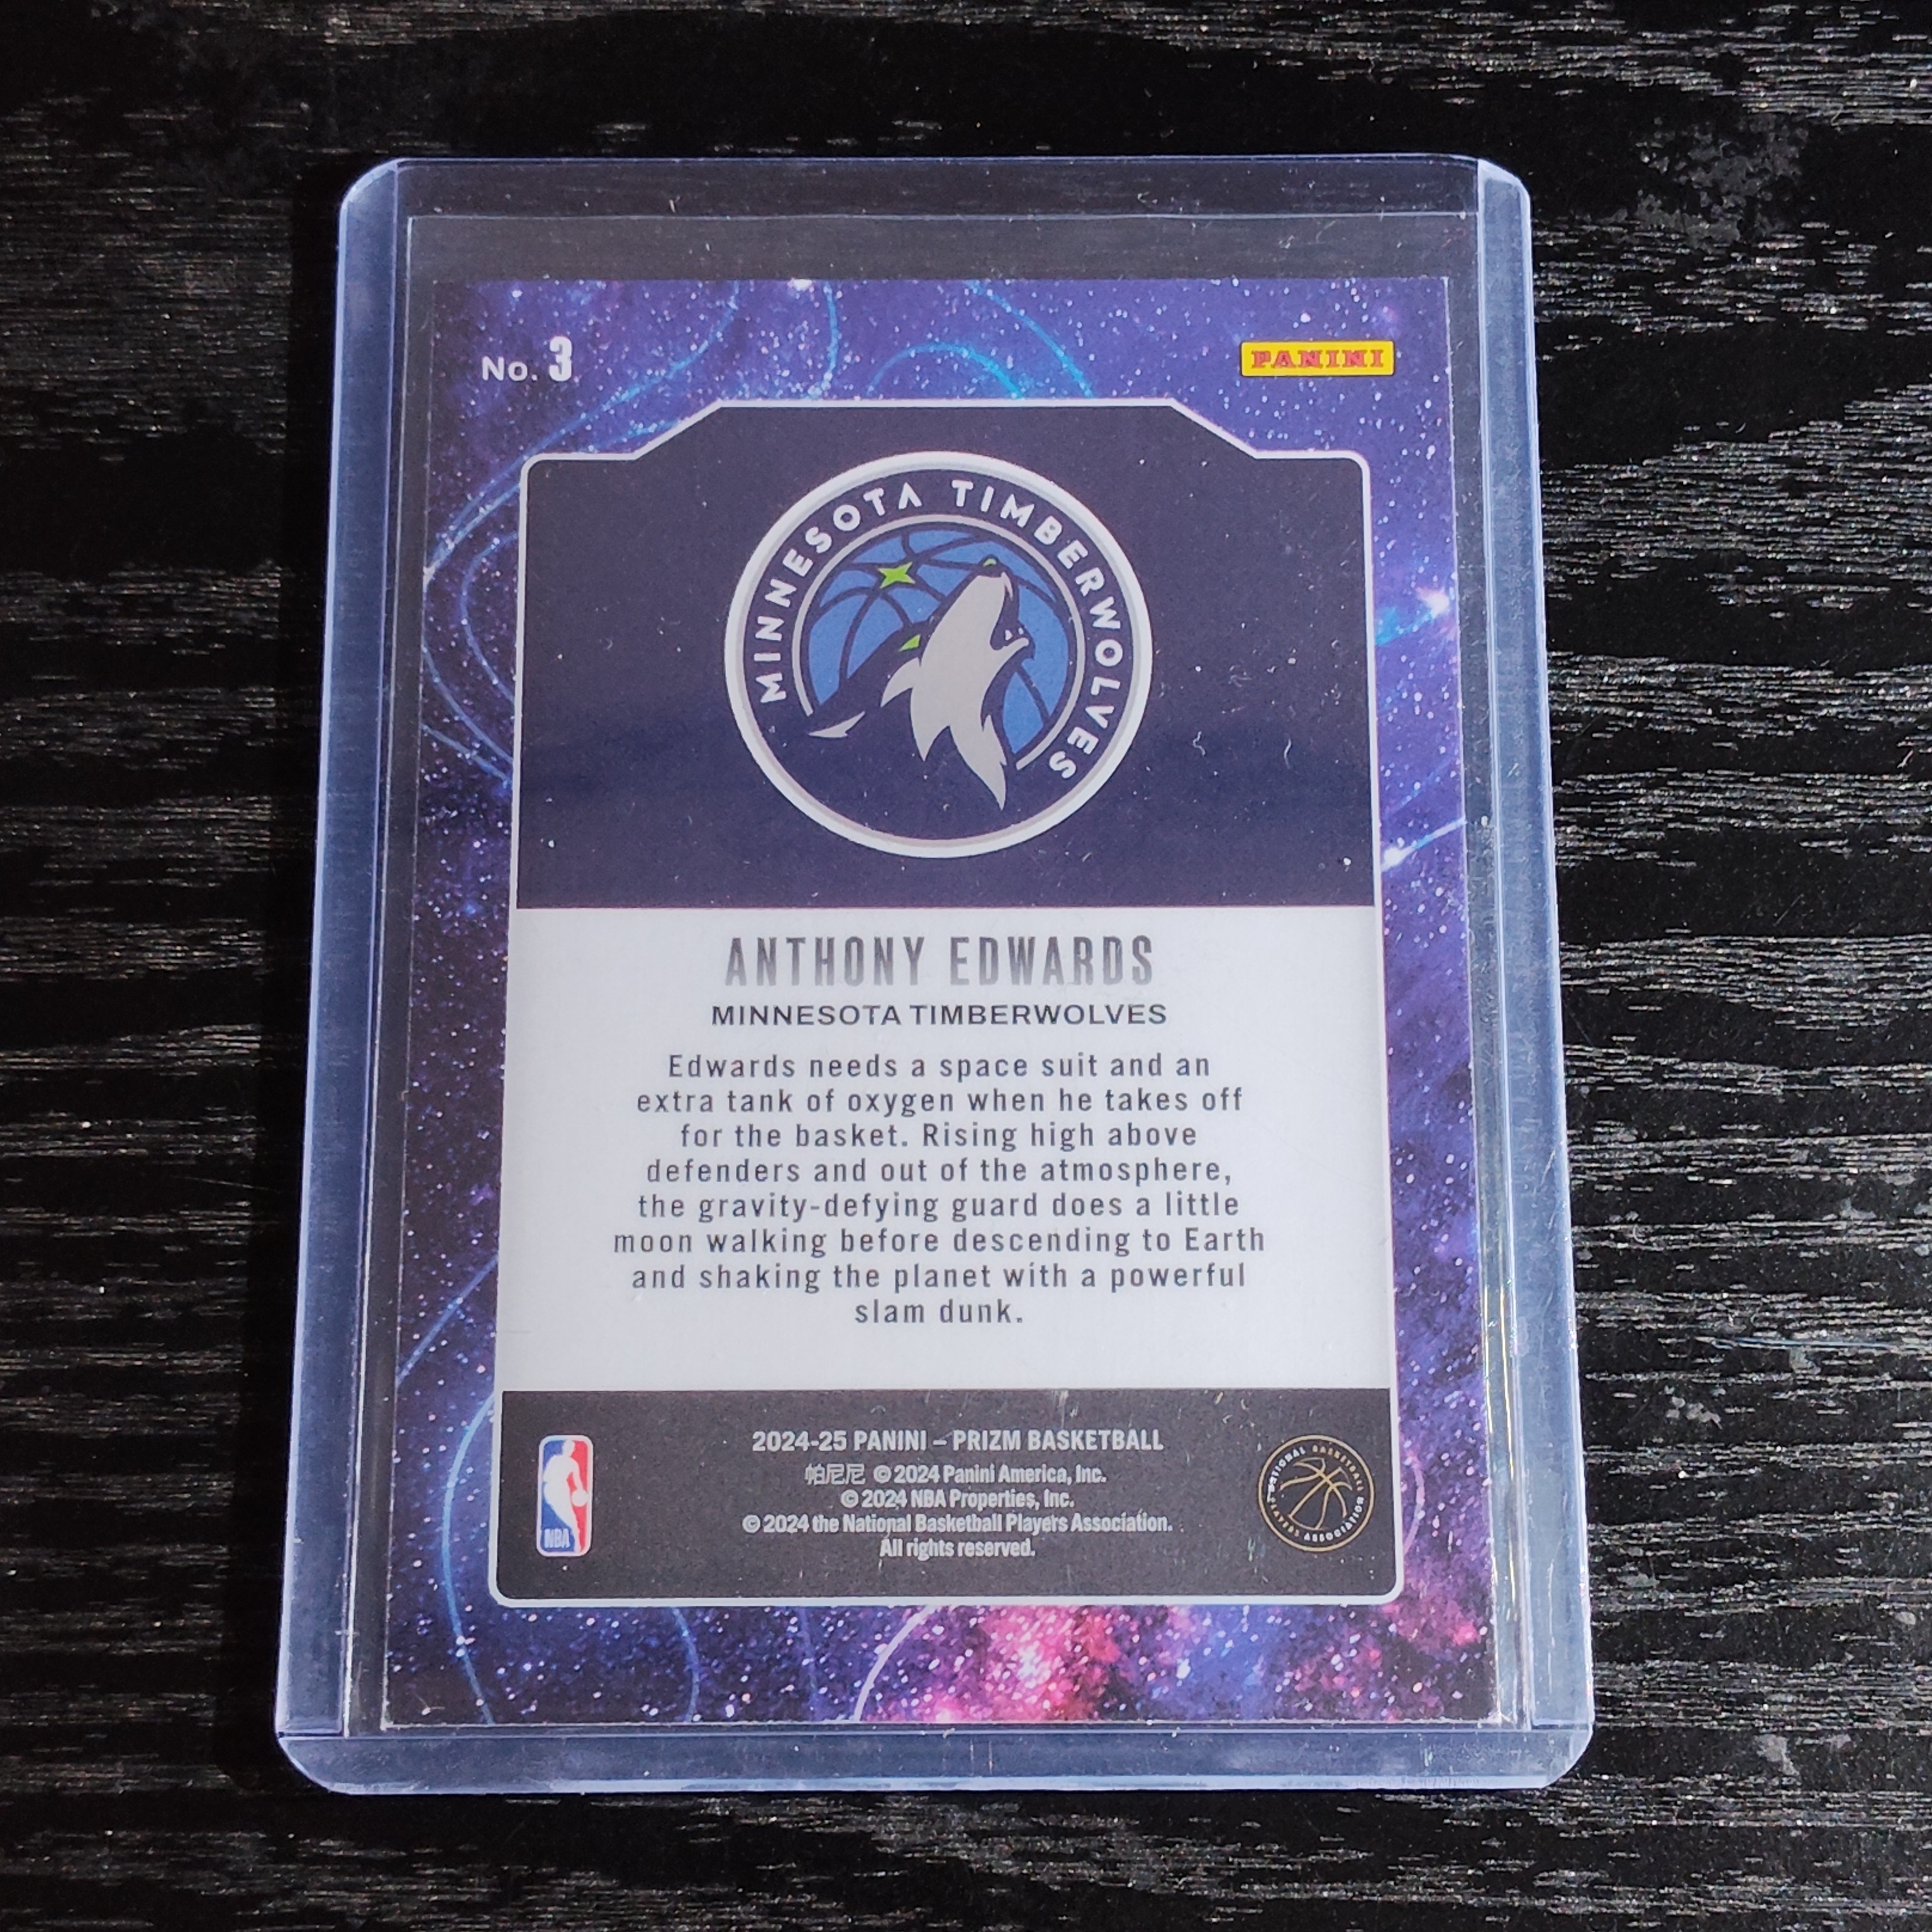 No. 3
PANINI
MINNESOTA TIMBERWOLVES
ANTHONY EDWARDS
MINNESOTA TIMBERWOLVES
Edwards needs a space suit and an
extra tank of oxygen when he takes off
for the basket. Rising high above
defenders and out of the atmosphere,
the gravity-defying guard does a little
moon walking before descending to Earth
and shaking the planet with a powerful
slam dunk.
2024-25 PANINI – PRIZM BASKETBALL
帕尼尼 © 2024 Panini America, Inc.
© 2024 NBA Properties, Inc.
© 2024 the National Basketball Players Association.
All rights reserved.
NBA
NATIONAL BASKETBALL PLAYERS ASSOCIATION